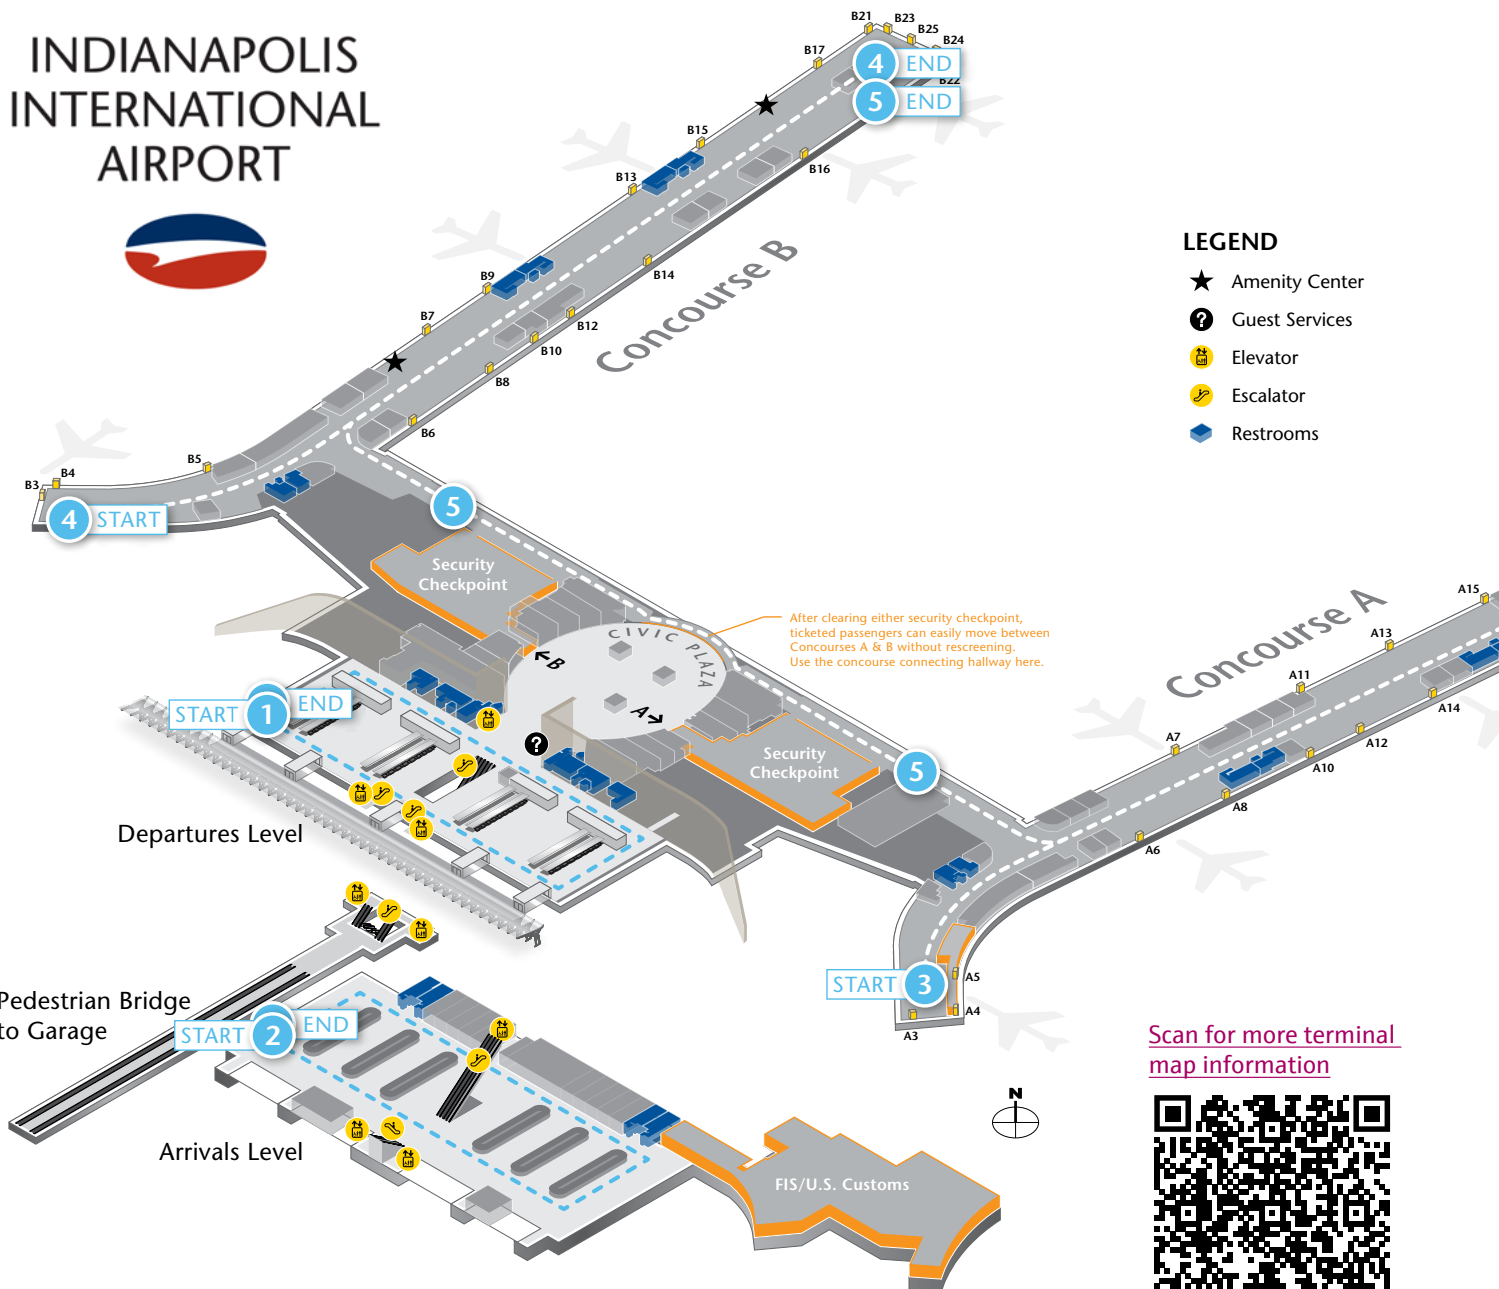 INDIANAPOLIS
INTERNATIONAL
AIRPORT
B21
B23
B25
B24
B17
4 END
B22
5 END
B15
B16
B13
LEGEND
Amenity Center
? Guest Services
Elevator
Escalator
Restrooms
Concourse B
B14
B9
B7
B12
B10
B8
B6
B5
B4
B3
4 START
5
Security
Checkpoint
After clearing either security checkpoint,
ticketed passengers can easily move between
Concourses A & B without rescreening.
Use the concourse connecting hallway here.
CIVIC PLAZA
←B
A→
Concourse A
A15
A13
A11
A14
A12
A10
A7
A8
A6
START 1 END
?
Security
Checkpoint
5
Departures Level
START 3
A5
A4
A3
Pedestrian Bridge
to Garage
START 2 END
Arrivals Level
FIS/U.S. Customs
N
Scan for more terminal
map information